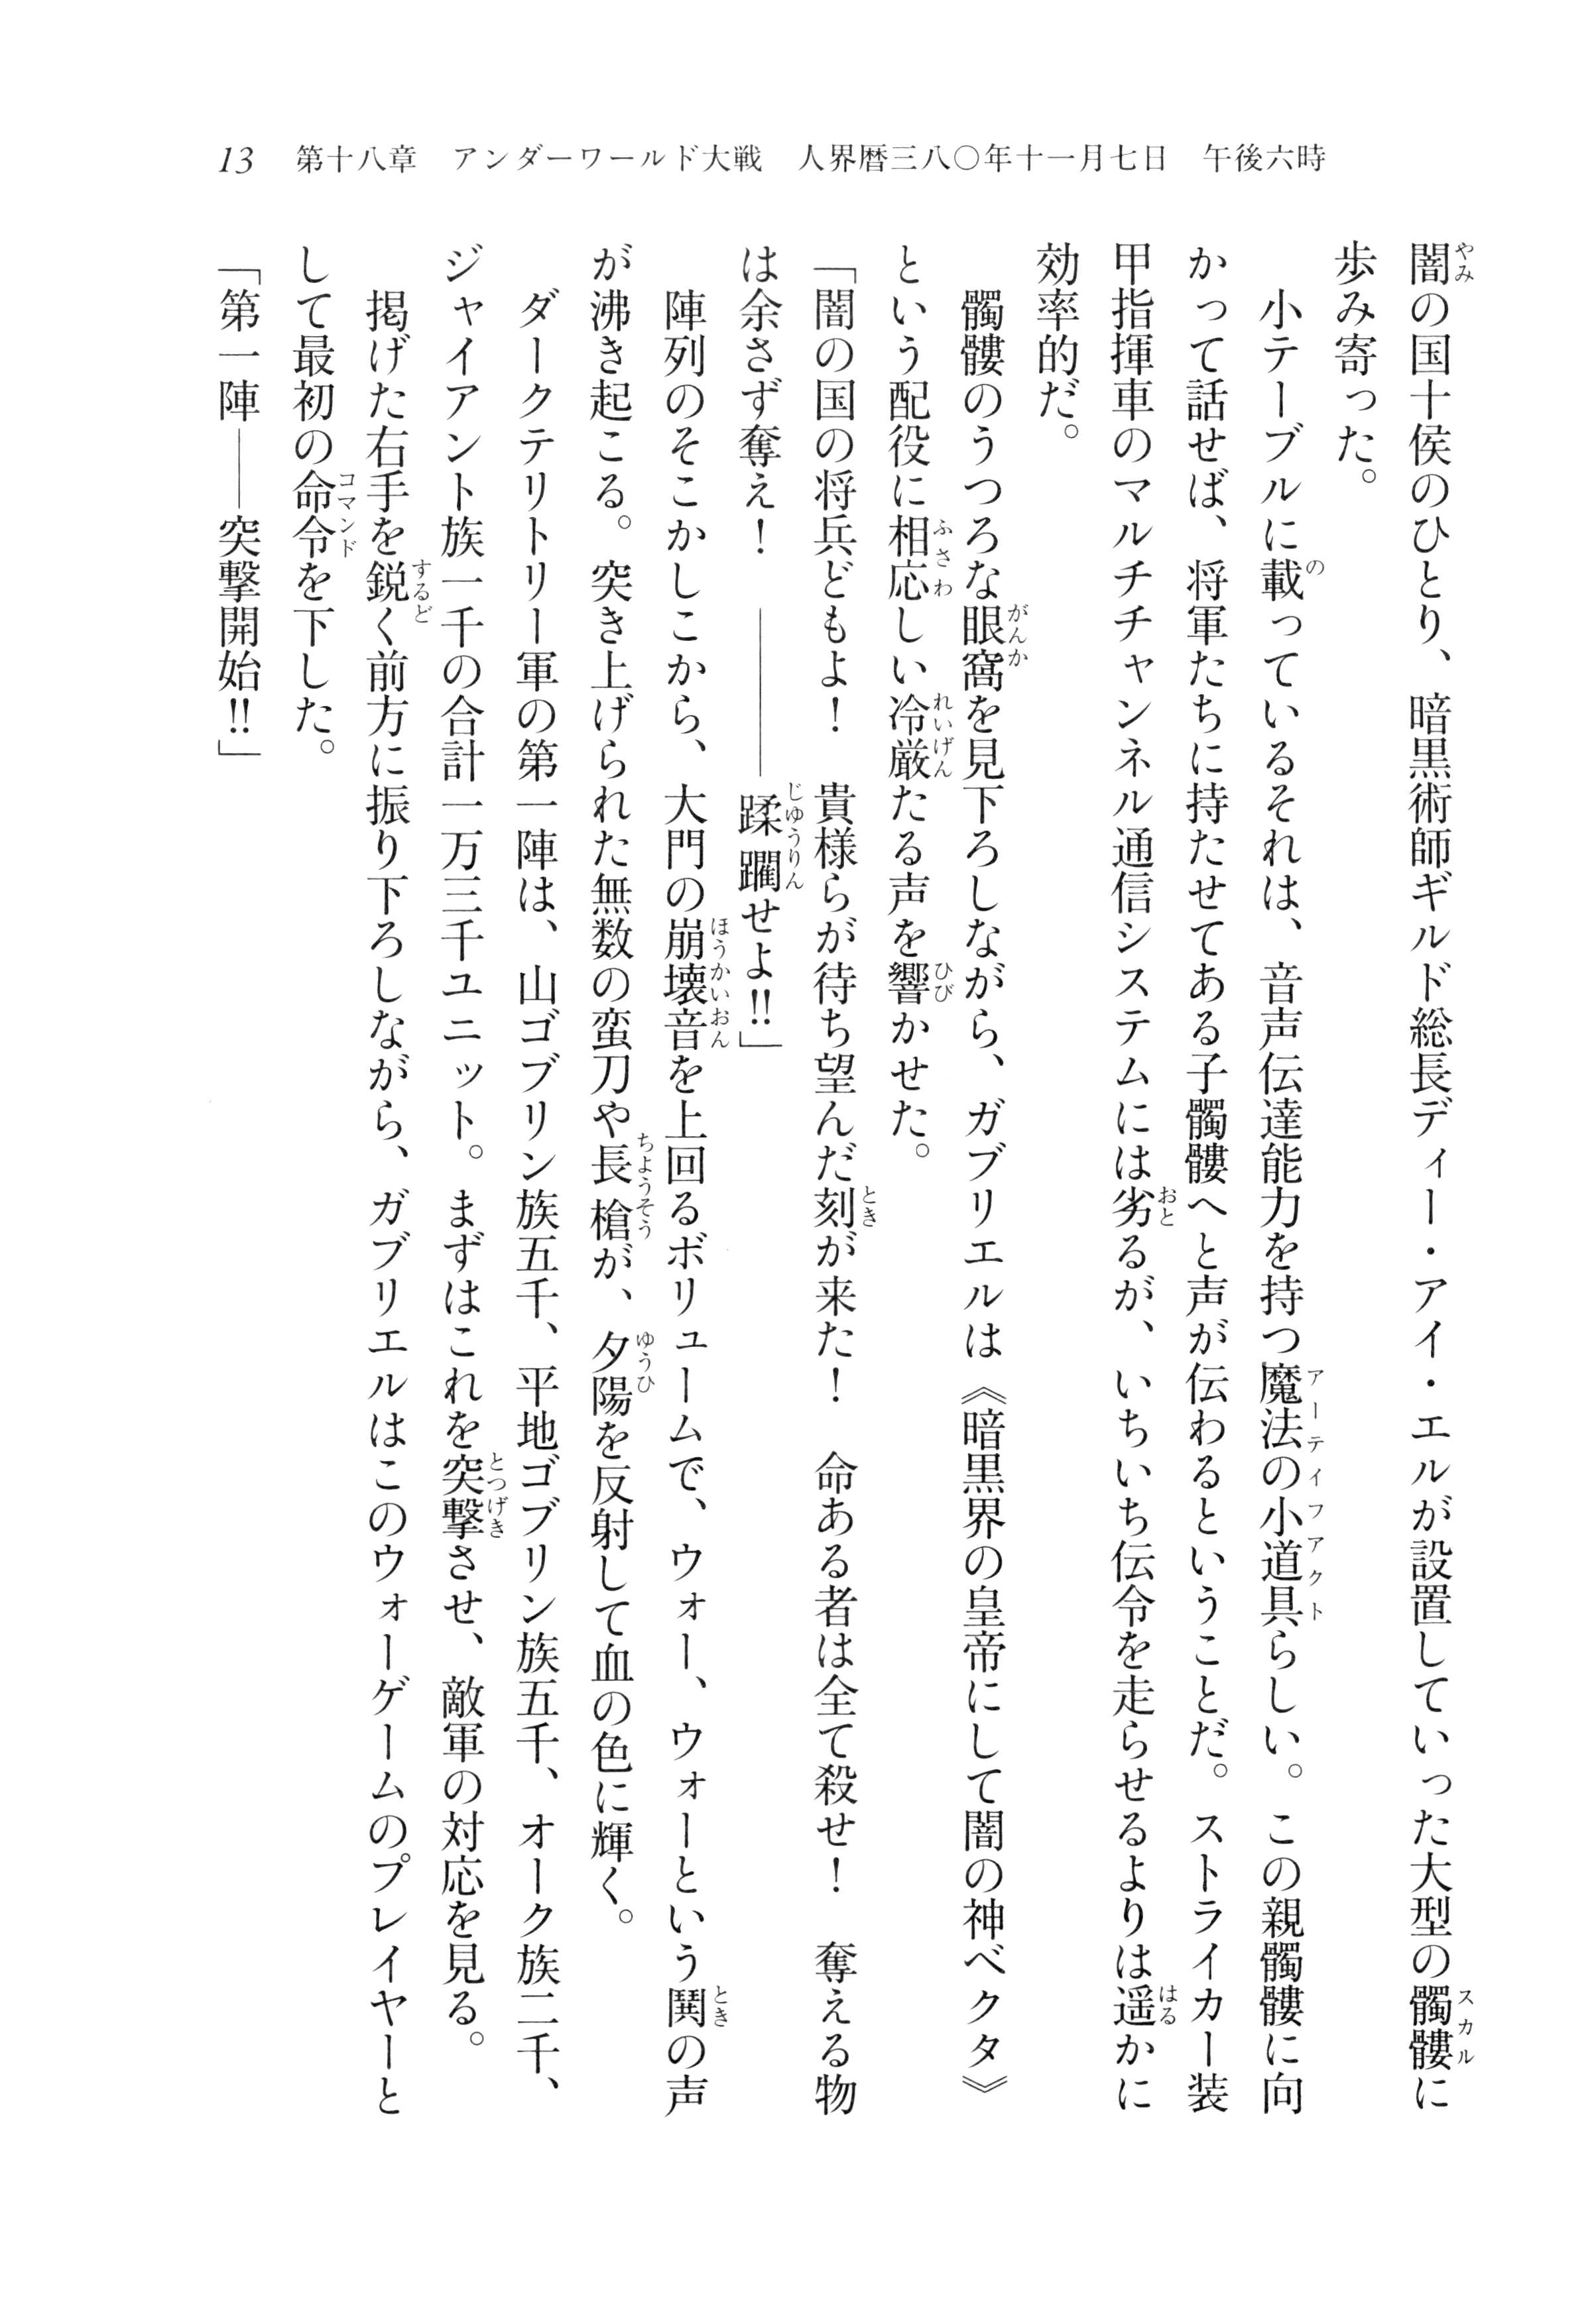 13　第十八章　アンダーワールド大戦　人界暦三八〇年十一月七日　午後六時
闇の国十侯のひとり、暗黒術師ギルド総長ディー・アイ・エルが設置していった大型の髑髏に
歩み寄った。
　小テーブルに載っているそれは、音声伝達能力を持つ魔法の小道具らしい。この親髑髏に向
かって話せば、将軍たちに持たせてある子髑髏へと声が伝わるということだ。ストライカー装
甲指揮車のマルチチャンネル通信システムには劣るが、いちいち伝令を走らせるよりは遥かに
効率的だ。
　髑髏のうつろな眼窩を見下ろしながら、ガブリエルは《暗黒界の皇帝にして闇の神ベクタ》
という配役に相応しい冷厳たる声を響かせた。
「闇の国の将兵どもよ！　貴様らが待ち望んだ刻が来た！　命ある者は全て殺せ！　奪える物
は余さず奪え！　――――蹂躙せよ!!」
　陣列のそこかしこから、大門の崩壊音を上回るボリュームで、ウォー、ウォーという鬨の声
が沸き起こる。突き上げられた無数の蛮刀や長槍が、夕陽を反射して血の色に輝く。
　ダークテリトリー軍の第一陣は、山ゴブリン族五千、平地ゴブリン族五千、オーク族二千、
ジャイアント族一千の合計一万三千ユニット。まずはこれを突撃させ、敵軍の対応を見る。
　掲げた右手を鋭く前方に振り下ろしながら、ガブリエルはこのウォーゲームのプレイヤーと
して最初の命令を下した。
「第一陣――突撃開始!!」